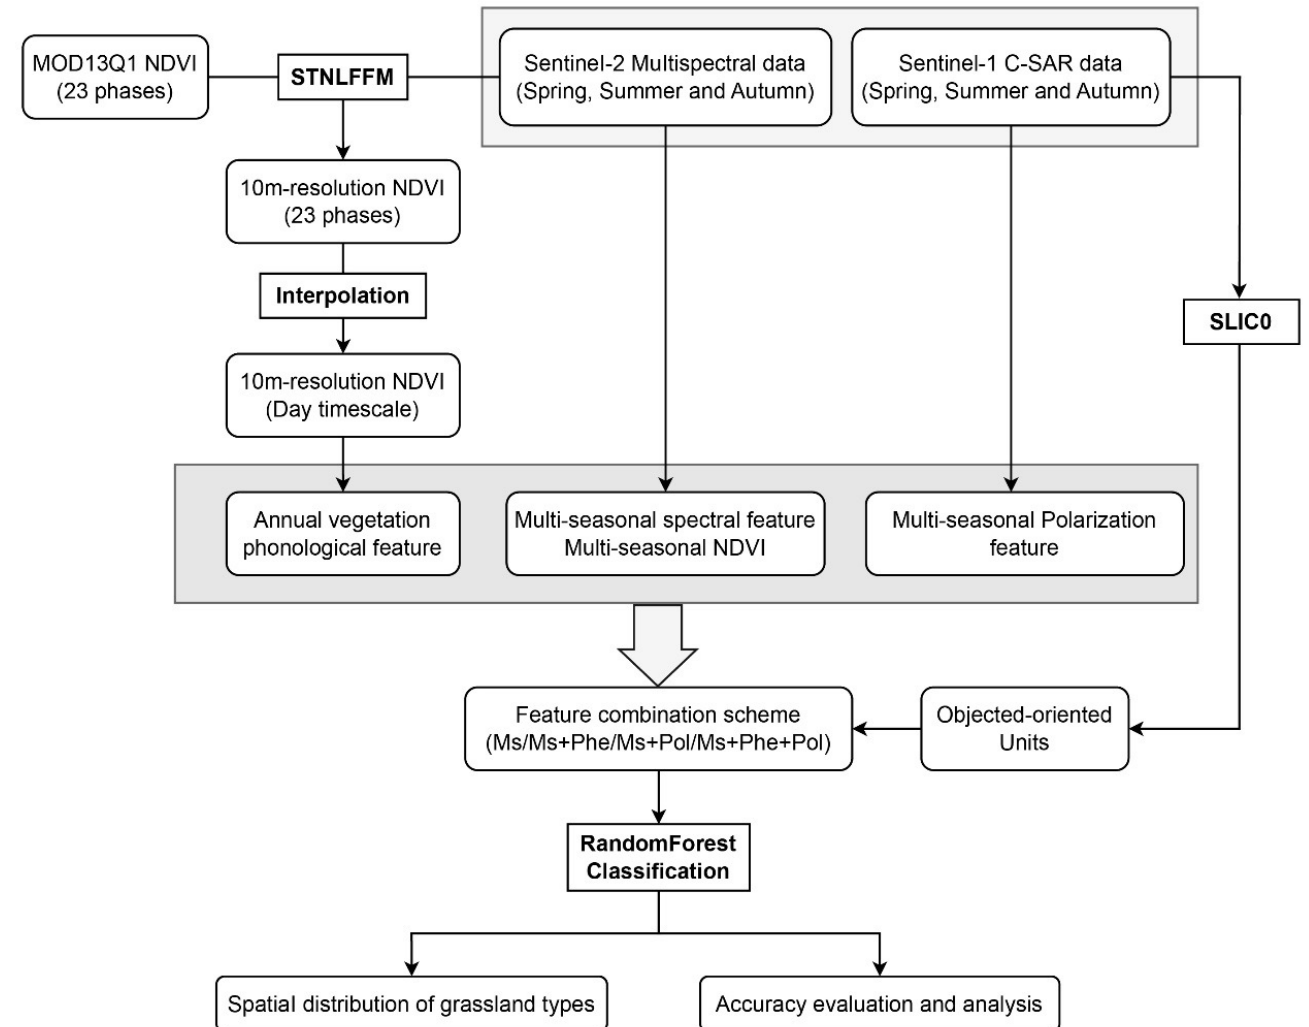 MOD13Q1 NDVI
(23 phases)
STNLFFM
Sentinel-2 Multispectral data
(Spring, Summer and Autumn)
Sentinel-1 C-SAR data
(Spring, Summer and Autumn)
10m-resolution NDVI
(23 phases)
Interpolation
SLIC0
10m-resolution NDVI
(Day timescale)
Annual vegetation
phonological feature
Multi-seasonal spectral feature
Multi-seasonal NDVI
Multi-seasonal Polarization
feature
Feature combination scheme
(Ms/Ms+Phe/Ms+Pol/Ms+Phe+Pol)
Objected-oriented
Units
RandomForest
Classification
Spatial distribution of grassland types
Accuracy evaluation and analysis